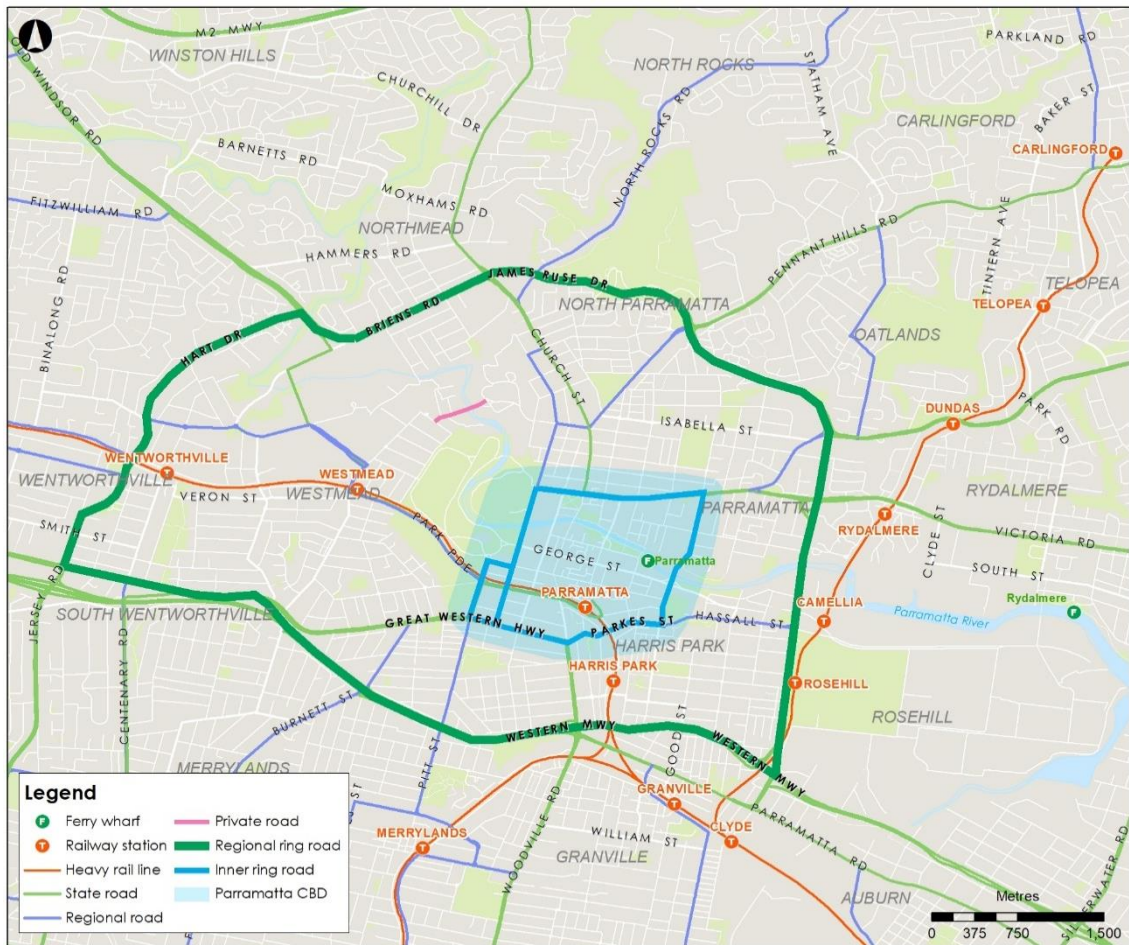 M2 MWY
WINSTON HILLS
OLD WINDSOR RD
CHURCHILL DR
NORTH ROCKS
NORTH ROCKS RD
STATHAM AVE
PARKLAND RD
BAKER ST
CARLINGFORD
CARLINGFORD
BARNETTS RD
MOXHAMS RD
FITZWILLIAM RD
NORTHMEAD
HAMMERS RD
BINALONG RD
JAMES RUSE DR
BRIENS RD
HART DR
NORTH PARRAMATTA
PENNANT HILLS RD
TINTERN AVE
TELOPEA
TELOPEA
OATLANDS
CHURCH ST
ISABELLA ST
DUNDAS
PARK RD
WENTWORTHVILLE
WENTWORTHVILLE
WESTMEAD
WESTMEAD
VERON ST
PARK PDE
SMITH ST
PARRAMATTA
RYDALMERE
RYDALMERE
VICTORIA RD
CLYDE ST
SOUTH ST
GEORGE ST
Parramatta
PARRAMATTA
Rydalmere
Parramatta River
CAMELLIA
HASSALL ST
PARKES ST
GREAT WESTERN HWY
HARRIS PARK
HARRIS PARK
JERSEY RD
SOUTH WENTWORTHVILLE
CENTENARY RD
BURNETT ST
PITT ST
ROSEHILL
ROSEHILL
WESTERN MWY
WESTERN MWY
GOOD ST
MERRYLANDS
GRANVILLE
PARRAMATTA RD
CLYDE
WILLIAM ST
GRANVILLE
MERRYLANDS
WOODVILLE RD
ST
AUBURN
SILVERWATER RD
Legend
Ferry wharf
Railway station
Heavy rail line
State road
Regional road
Private road
Regional ring road
Inner ring road
Parramatta CBD
Metres
0 375 750 1,500